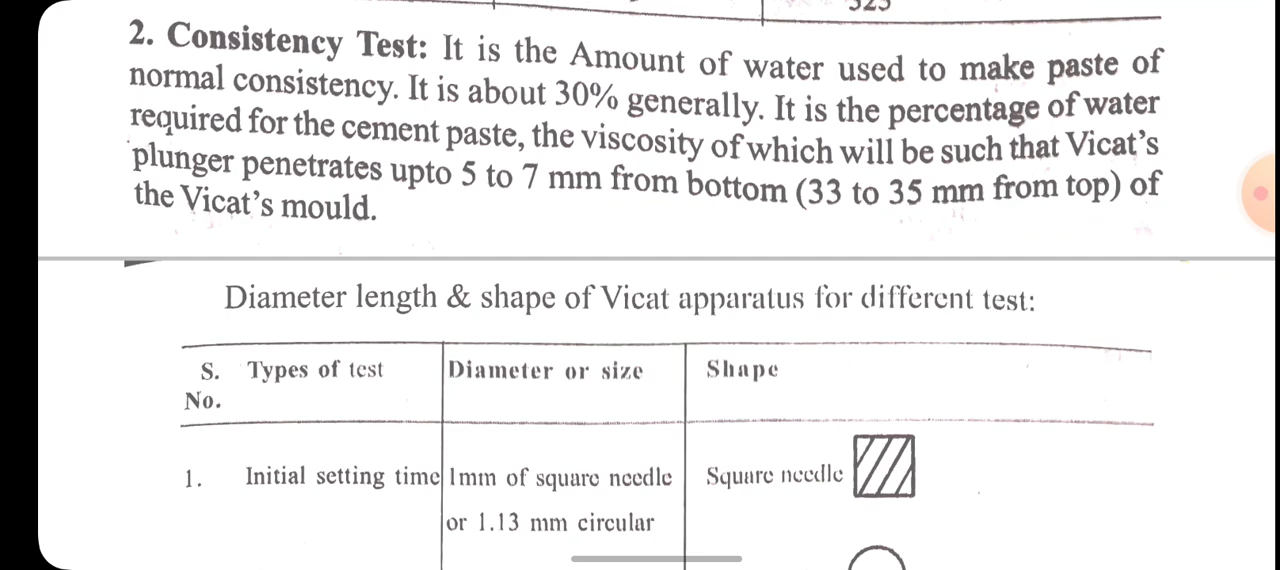 325
2. Consistency Test: It is the Amount of water used to make paste of
normal consistency. It is about 30% generally. It is the percentage of water
required for the cement paste, the viscosity of which will be such that Vicat's
plunger penetrates upto 5 to 7 mm from bottom (33 to 35 mm from top) of
the Vicat's mould.
Diameter length & shape of Vicat apparatus for different test:
S. No. Types of test Diameter or size Shape
1. Initial setting time 1mm of square needle Square needle
or 1.13 mm circular